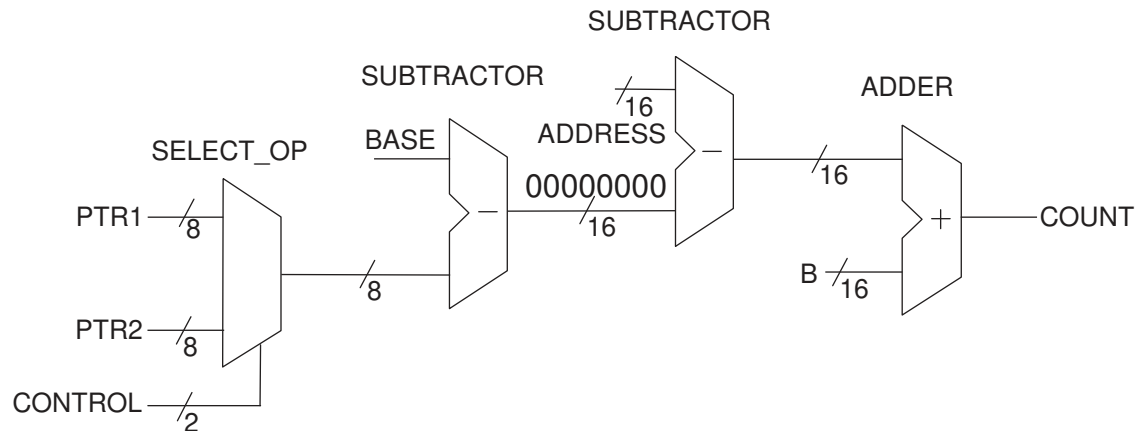 SUBTRACTOR
SUBTRACTOR
ADDER
16
BASE
ADDRESS
SELECT_OP
00000000
16
16
PTR1
8
COUNT
8
B
16
PTR2
8
CONTROL
2
−
−
+